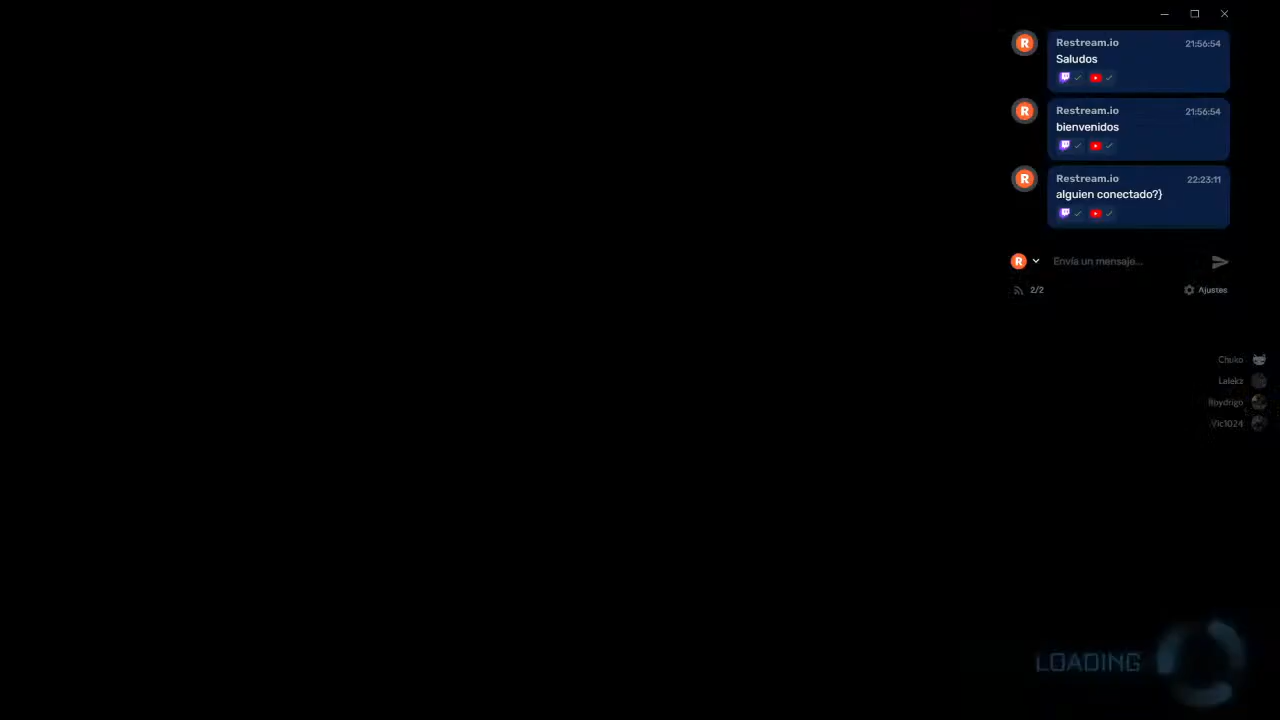 Restream.io 21:56:54
Saludos
Restream.io 21:56:54
bienvenidos
Restream.io 22:23:11
alguien conectado?}
Envía un mensaje...
2/2 Ajustes
Chuko
Lalekz
Roydrigo
Vic1024
LOADING